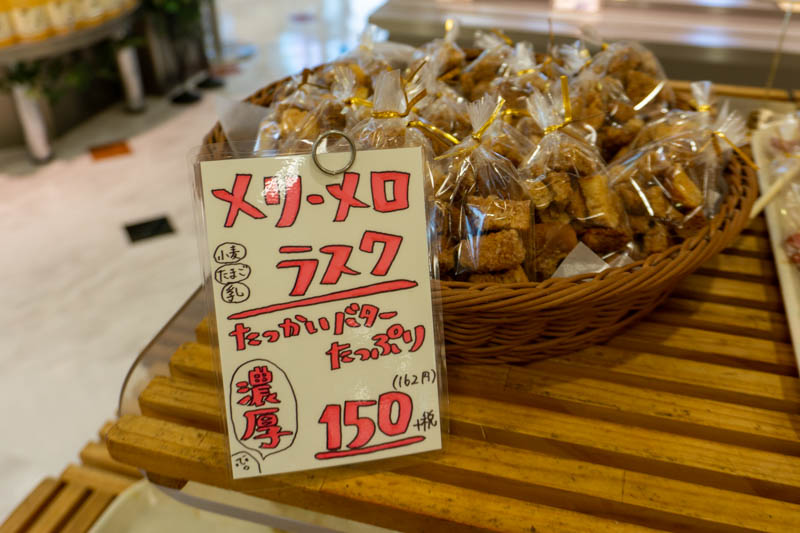 メリ・メロ
ラスク
小麦
たまご
乳
たっかいバター
たっぷり
濃厚
(162円)
150+税